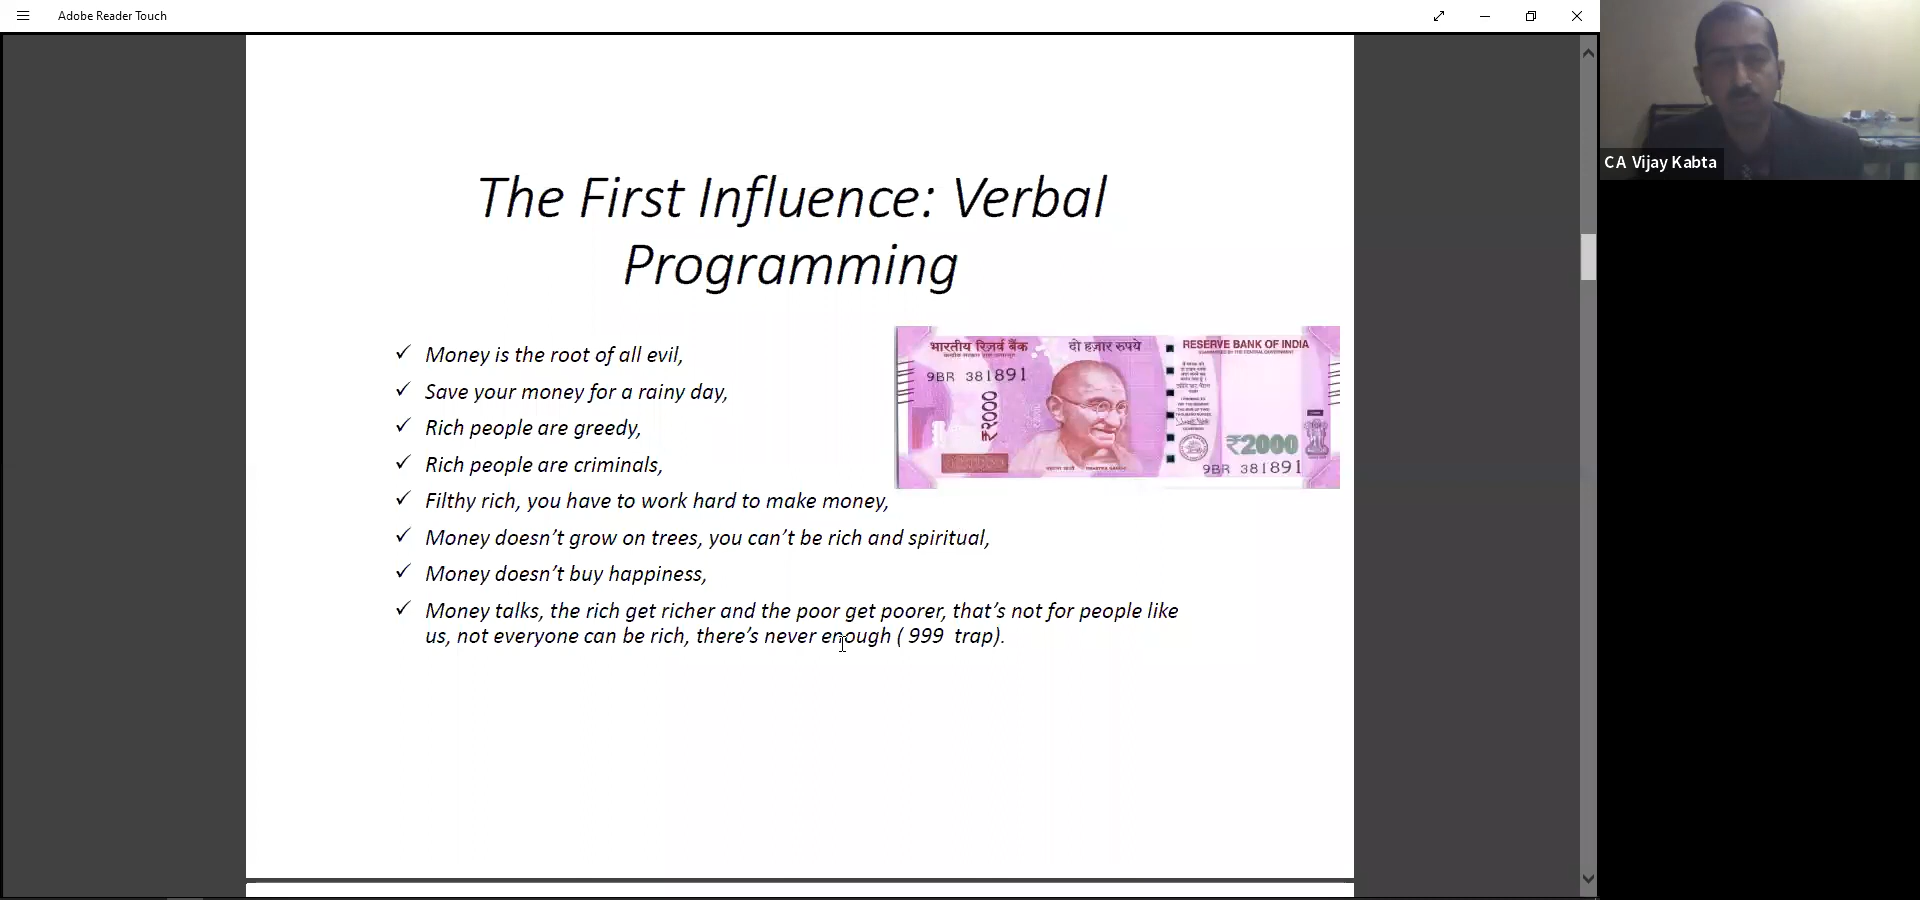 Adobe Reader Touch
CA Vijay Kabta
The First Influence: Verbal
Programming
✓ Money is the root of all evil,
✓ Save your money for a rainy day,
✓ Rich people are greedy,
✓ Rich people are criminals,
✓ Filthy rich, you have to work hard to make money,
✓ Money doesn’t grow on trees, you can’t be rich and spiritual,
✓ Money doesn’t buy happiness,
✓ Money talks, the rich get richer and the poor get poorer, that’s not for people like
us, not everyone can be rich, there’s never enough ( 999 trap).
भारतीय रिज़र्व बैंक
दो हज़ार रुपये
RESERVE BANK OF INDIA
9BR 381891
₹२०००
₹2000
9BR 381891